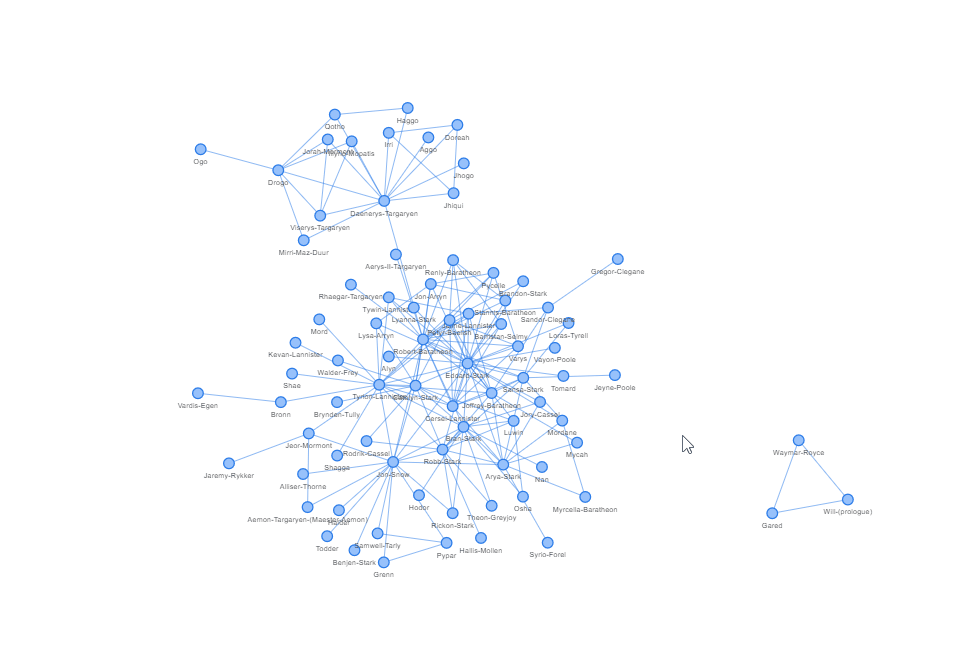 Haggo
Qotho
Ogo
Irri
Aggo
Doreah
Jorah-Mormont
Illyrio-Mopatis
Drogo
Jhogo
Jhiqui
Daenerys-Targaryen
Viserys-Targaryen
Mirri-Maz-Duur
Aerys-II-Targaryen
Renly-Baratheon
Gregor-Clegane
Pycelle
Brandon-Stark
Rhaegar-Targaryen
Jon-Arryn
Tywin-Lannister
Lyanna-Stark
Stannis-Baratheon
Sandor-Clegane
Jaime-Lannister
Petyr-Baelish
Mord
Lysa-Arryn
Barristan-Selmy
Loras-Tyrell
Kevan-Lannister
Robert-Baratheon
Varys
Vayon-Poole
Walder-Frey
Alyn
Eddard-Stark
Shae
Sansa-Stark
Tomard
Jeyne-Poole
Tyrion-Lannister
Catelyn-Stark
Vardis-Egen
Bronn
Brynden-Tully
Joffrey-Baratheon
Jory-Cassel
Cersei-Lannister
Luwin
Mordane
Bran-Stark
Jeor-Mormont
Rodrik-Cassel
Robb-Stark
Mycah
Waymar-Royce
Shagga
Jeremy-Rykker
Jon-Snow
Arya-Stark
Nan
Alliser-Thorne
Hodor
Osha
Myrcella-Baratheon
Theon-Greyjoy
Aemon-Targaryen-(Maester-Aemon)
Rickon-Stark
Gared
Will-(prologue)
Todder
Samwell-Tarly
Hallis-Mollen
Pypar
Syrio-Forel
Benjen-Stark
Grenn